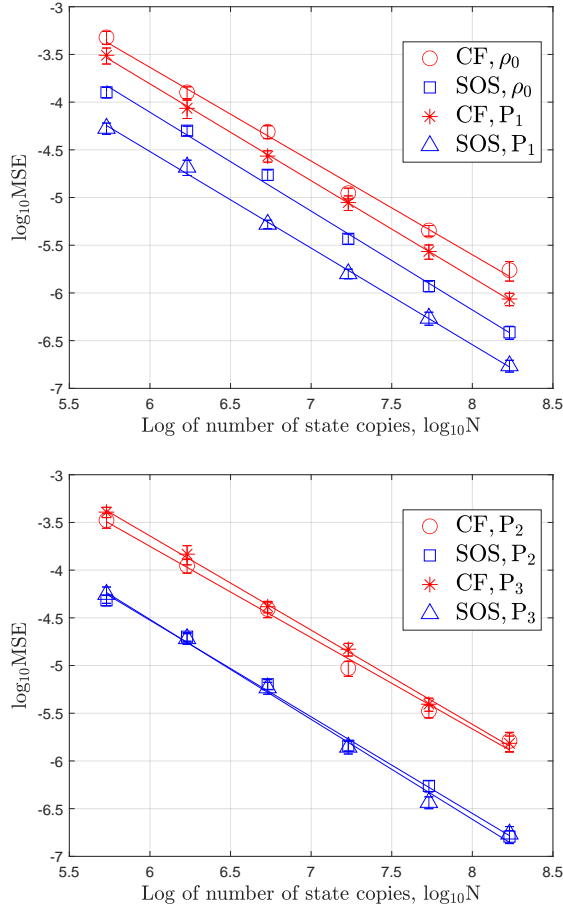 -3
-3.5
-4
-4.5
-5
-5.5
-6
-6.5
-7
log₁₀MSE
CF, ρ₀
SOS, ρ₀
CF, P₁
SOS, P₁
5.5 6 6.5 7 7.5 8 8.5
Log of number of state copies, log₁₀N
-3
-3.5
-4
-4.5
-5
-5.5
-6
-6.5
-7
log₁₀MSE
CF, P₂
SOS, P₂
CF, P₃
SOS, P₃
5.5 6 6.5 7 7.5 8 8.5
Log of number of state copies, log₁₀N